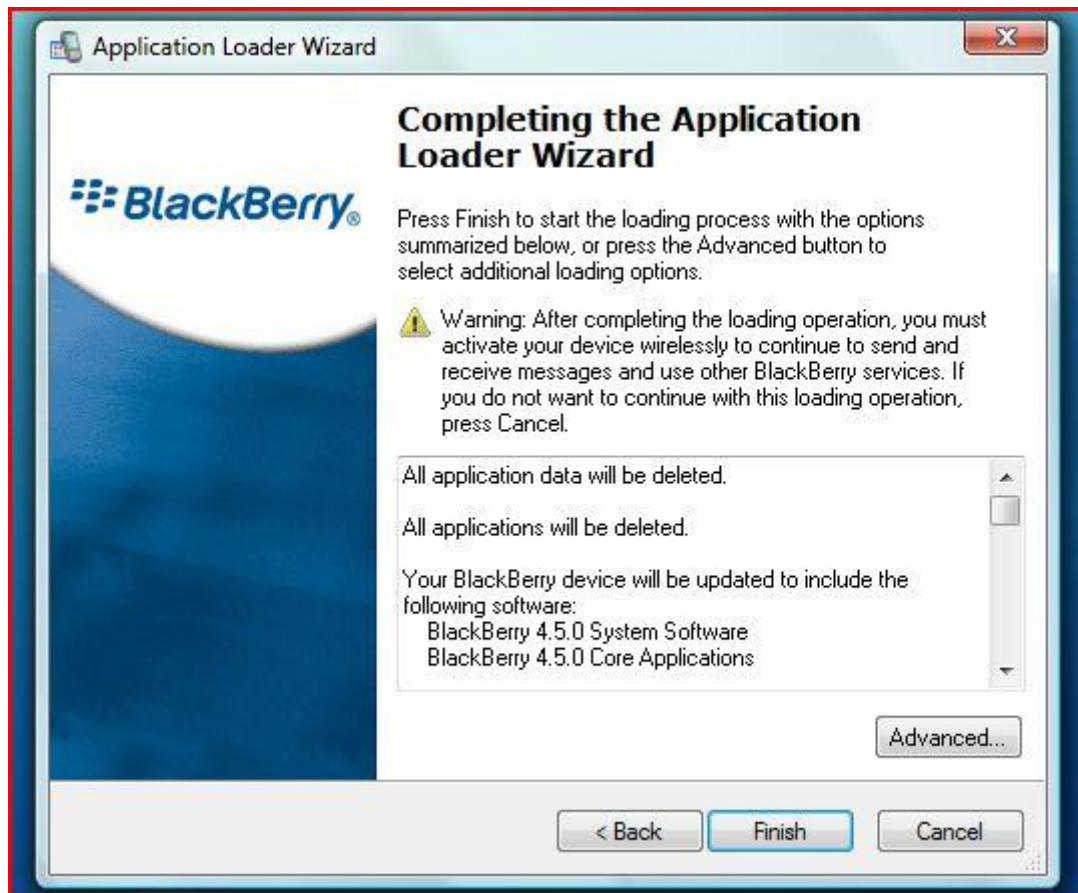 Application Loader Wizard
Completing the Application
Loader Wizard
BlackBerry®
Press Finish to start the loading process with the options
summarized below, or press the Advanced button to
select additional loading options.
Warning: After completing the loading operation, you must
activate your device wirelessly to continue to send and
receive messages and use other BlackBerry services. If
you do not want to continue with this loading operation,
press Cancel.
All application data will be deleted.
All applications will be deleted.
Your BlackBerry device will be updated to include the
following software:
BlackBerry 4.5.0 System Software
BlackBerry 4.5.0 Core Applications
Advanced...
< Back
Finish
Cancel